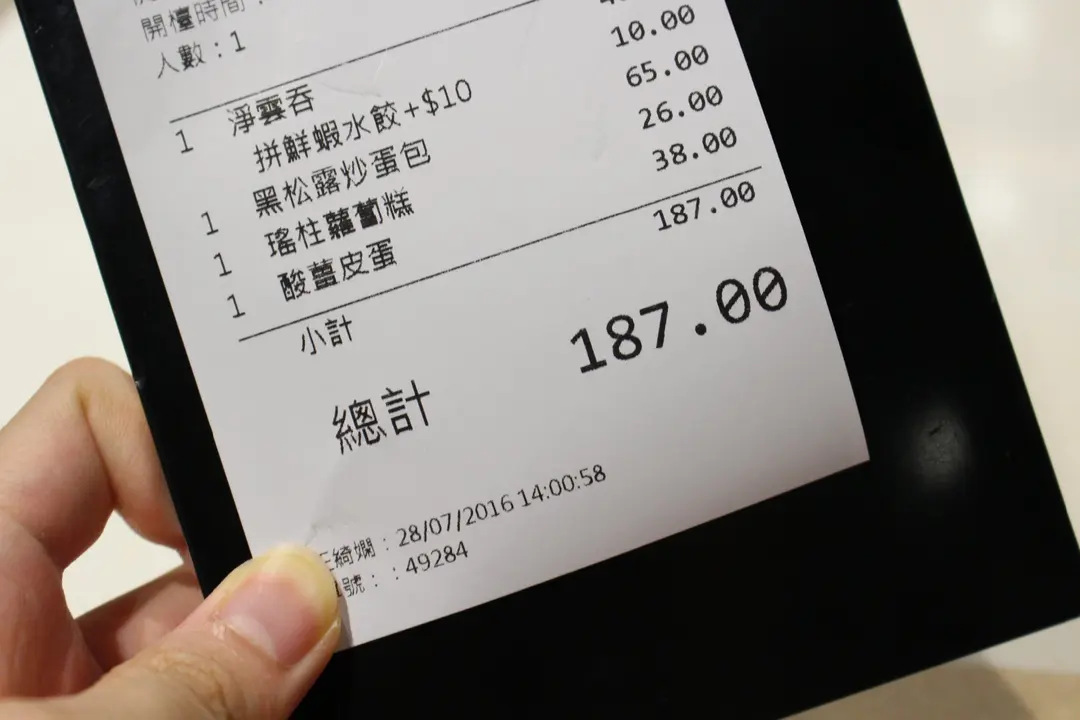 開檯時間:
人數:1
1 淨雲吞
拼鮮蝦水餃+$10 10.00
1 黑松露炒蛋包 65.00
1 瑤柱蘿蔔糕 26.00
1 酸薑皮蛋 38.00
小計 187.00
總計 187.00
綺嫻:28/07/2016 14:00:58
號: :49284